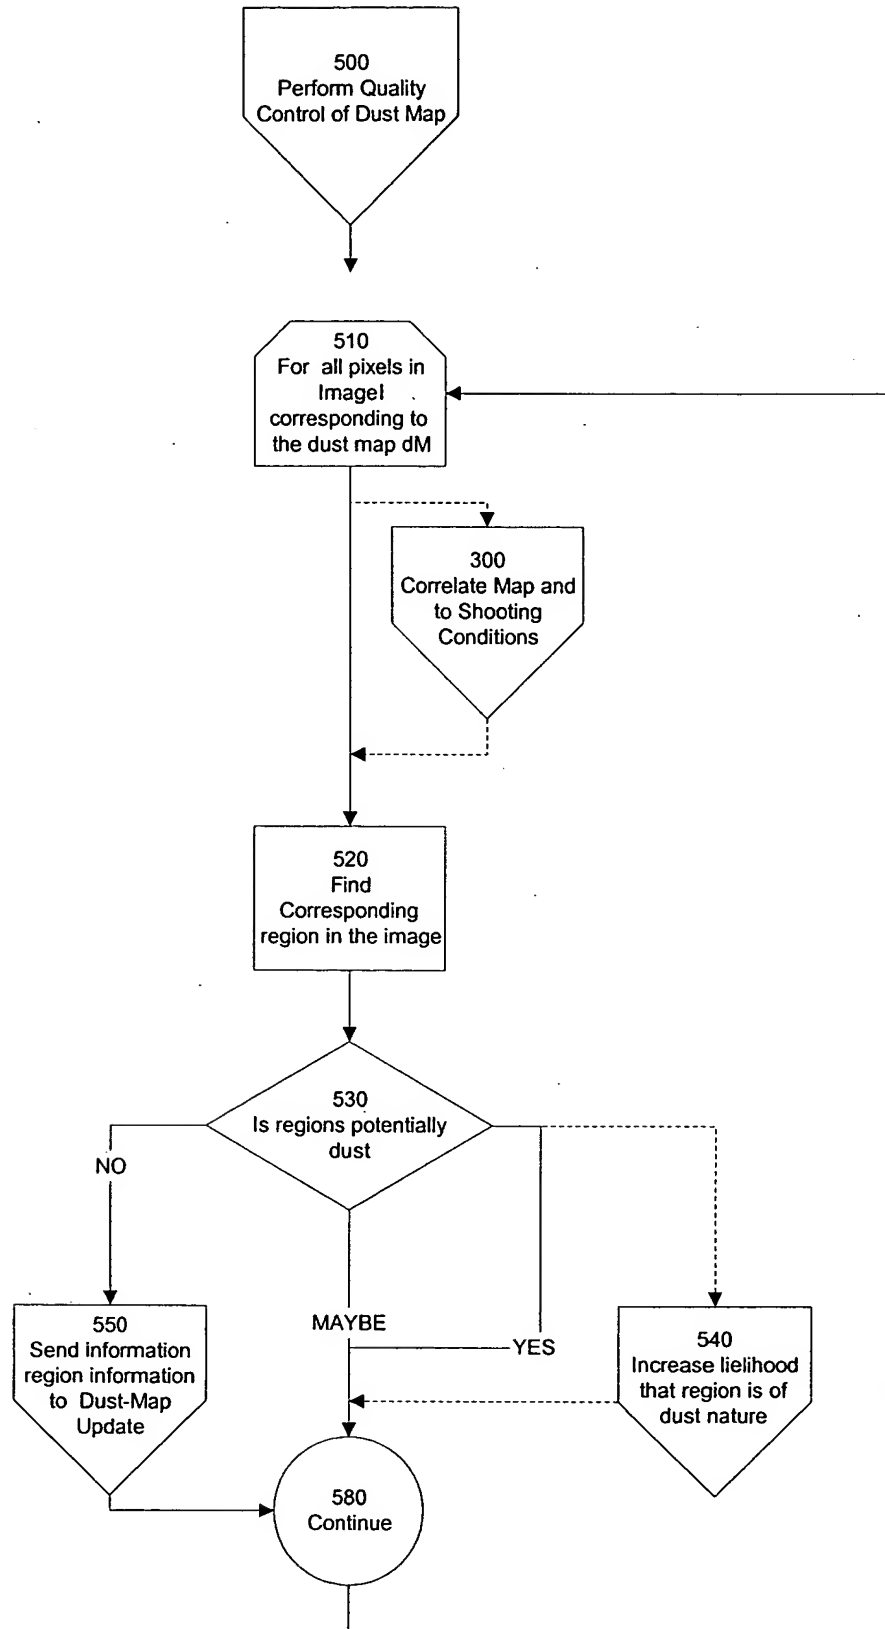 500
Perform Quality
Control of Dust Map
510
For all pixels in
ImageI
corresponding to
the dust map dM
300
Correlate Map and
to Shooting
Conditions
520
Find
Corresponding
region in the image
530
Is regions potentially
dust
NO
MAYBE
YES
550
Send information
region information
to Dust-Map
Update
540
Increase lielihood
that region is of
dust nature
580
Continue